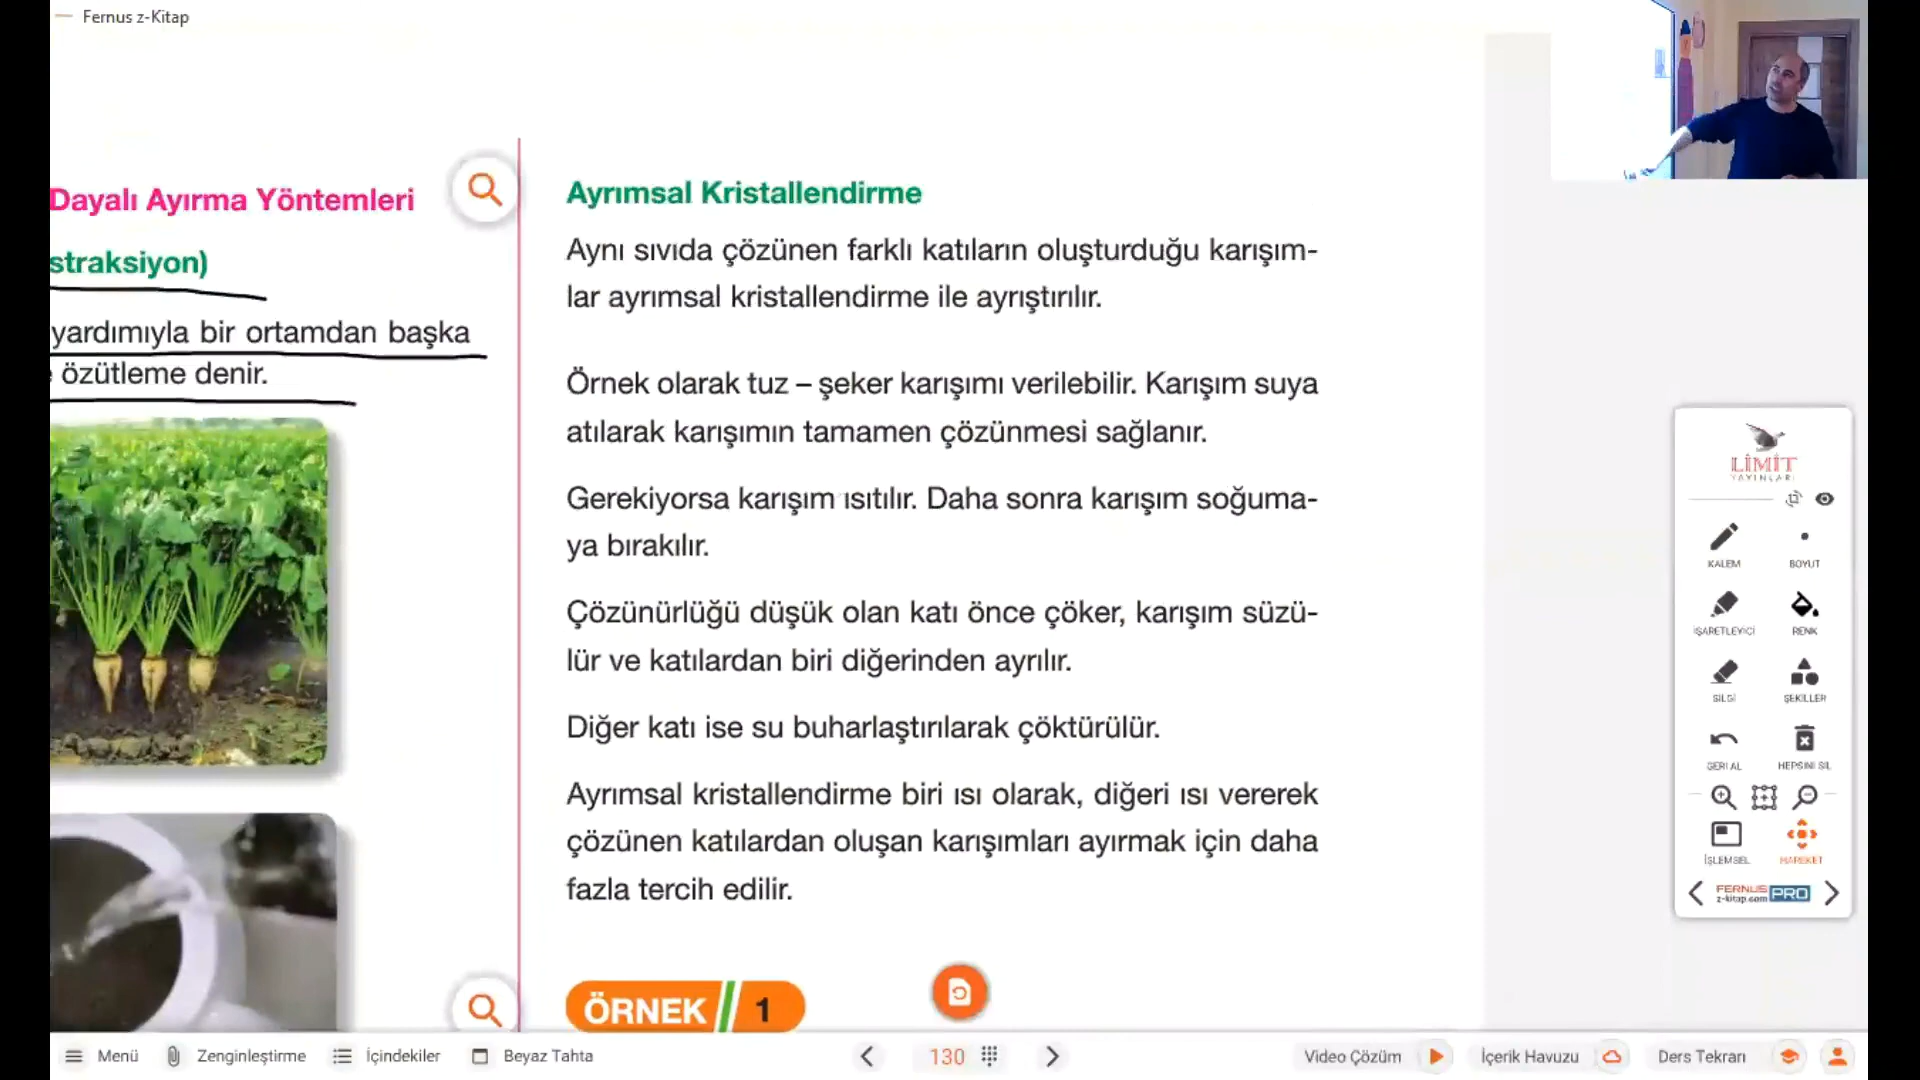 Fernus z-Kitap
Dayalı Ayırma Yöntemleri
straksiyon)
yardımıyla bir ortamdan başka
özütleme denir.
Ayrımsal Kristallendirme
Aynı sıvıda çözünen farklı katıların oluşturduğu karışım-
lar ayrımsal kristallendirme ile ayrıştırılır.
Örnek olarak tuz – şeker karışımı verilebilir. Karışım suya
atılarak karışımın tamamen çözünmesi sağlanır.
Gerekiyorsa karışım ısıtılır. Daha sonra karışım soğuma-
ya bırakılır.
Çözünürlüğü düşük olan katı önce çöker, karışım süzü-
lür ve katılardan biri diğerinden ayrılır.
Diğer katı ise su buharlaştırılarak çöktürülür.
Ayrımsal kristallendirme biri ısı olarak, diğeri ısı vererek
çözünen katılardan oluşan karışımları ayırmak için daha
fazla tercih edilir.
ÖRNEK 1
LİMİT
YAYINLARI
KALEM BOYUT
İŞARETLEYİCİ RENK
SİLGİ ŞEKİLLER
GERİ AL HEPSİNİ SİL
İŞLEMSEL HAREKET
FERNUS PRO
z-kitap.com
Menü Zenginleştirme İçindekiler Beyaz Tahta 130 Video Çözüm İçerik Havuzu Ders Tekrarı